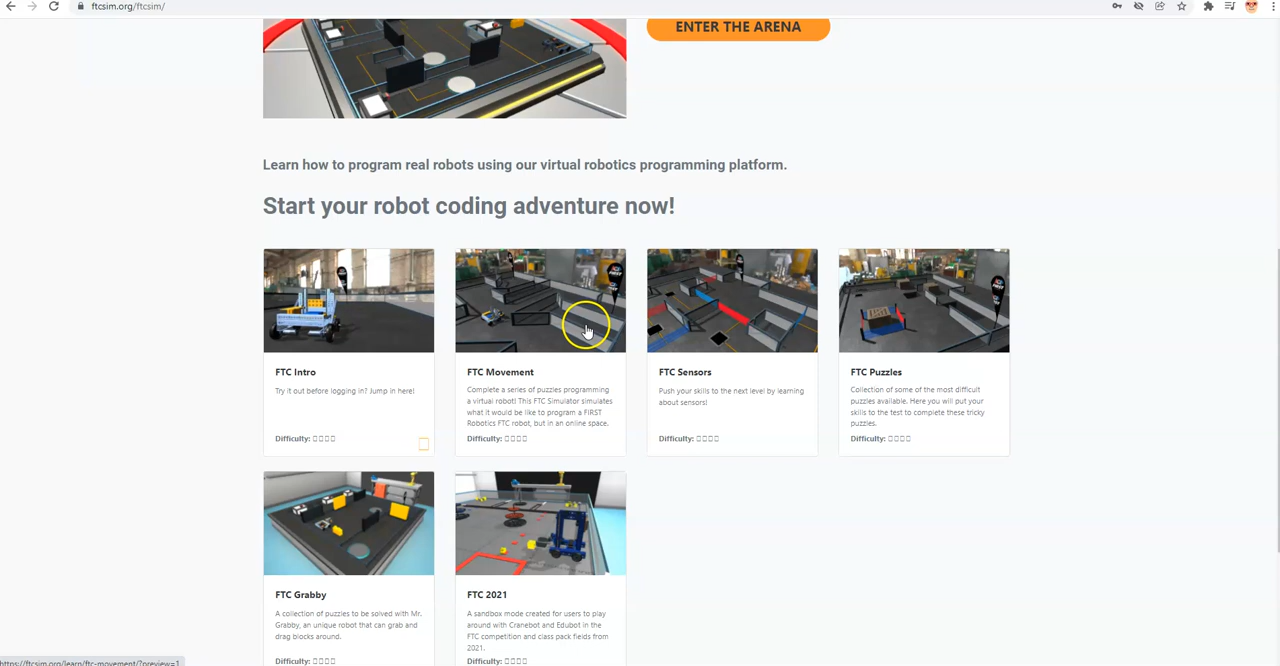 ftcsim.org/ftcsim/
ENTER THE ARENA
Learn how to program real robots using our virtual robotics programming platform.
Start your robot coding adventure now!
FTC Intro
Try it out before logging in? Jump in here!
Difficulty:
FTC Movement
Complete a series of puzzles programming
a virtual robot! This FTC Simulator simulates
what it would be like to program a FIRST
Robotics FTC robot, but in an online space.
Difficulty:
FTC Sensors
Push your skills to the next level by learning
about sensors!
Difficulty:
FTC Puzzles
Collection of some of the most difficult
puzzles available. Here you will put your
skills to the test to complete these tricky
puzzles.
Difficulty:
FTC Grabby
A collection of puzzles to be solved with Mr.
Grabby, an unique robot that can grab and
drag blocks around.
Difficulty:
FTC 2021
A sandbox mode created for users to play
around with Cranebot and Edubot in the
FTC competition and class pack fields from
2021.
Difficulty:
https://ftcsim.org/learn/ftc-movement/?preview=1